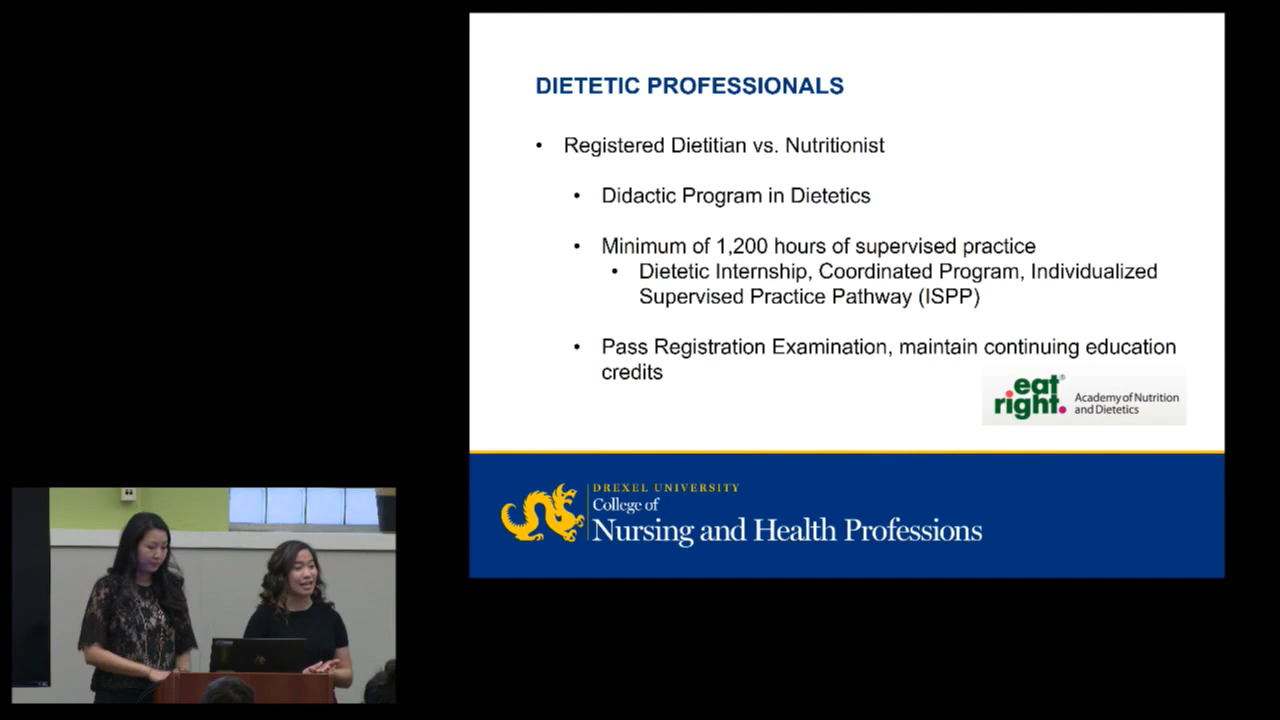 DIETETIC PROFESSIONALS
• Registered Dietitian vs. Nutritionist
• Didactic Program in Dietetics
• Minimum of 1,200 hours of supervised practice
• Dietetic Internship, Coordinated Program, Individualized
Supervised Practice Pathway (ISPP)
• Pass Registration Examination, maintain continuing education
credits
eat®
right.
Academy of Nutrition
and Dietetics
DREXEL UNIVERSITY
College of
Nursing and Health Professions